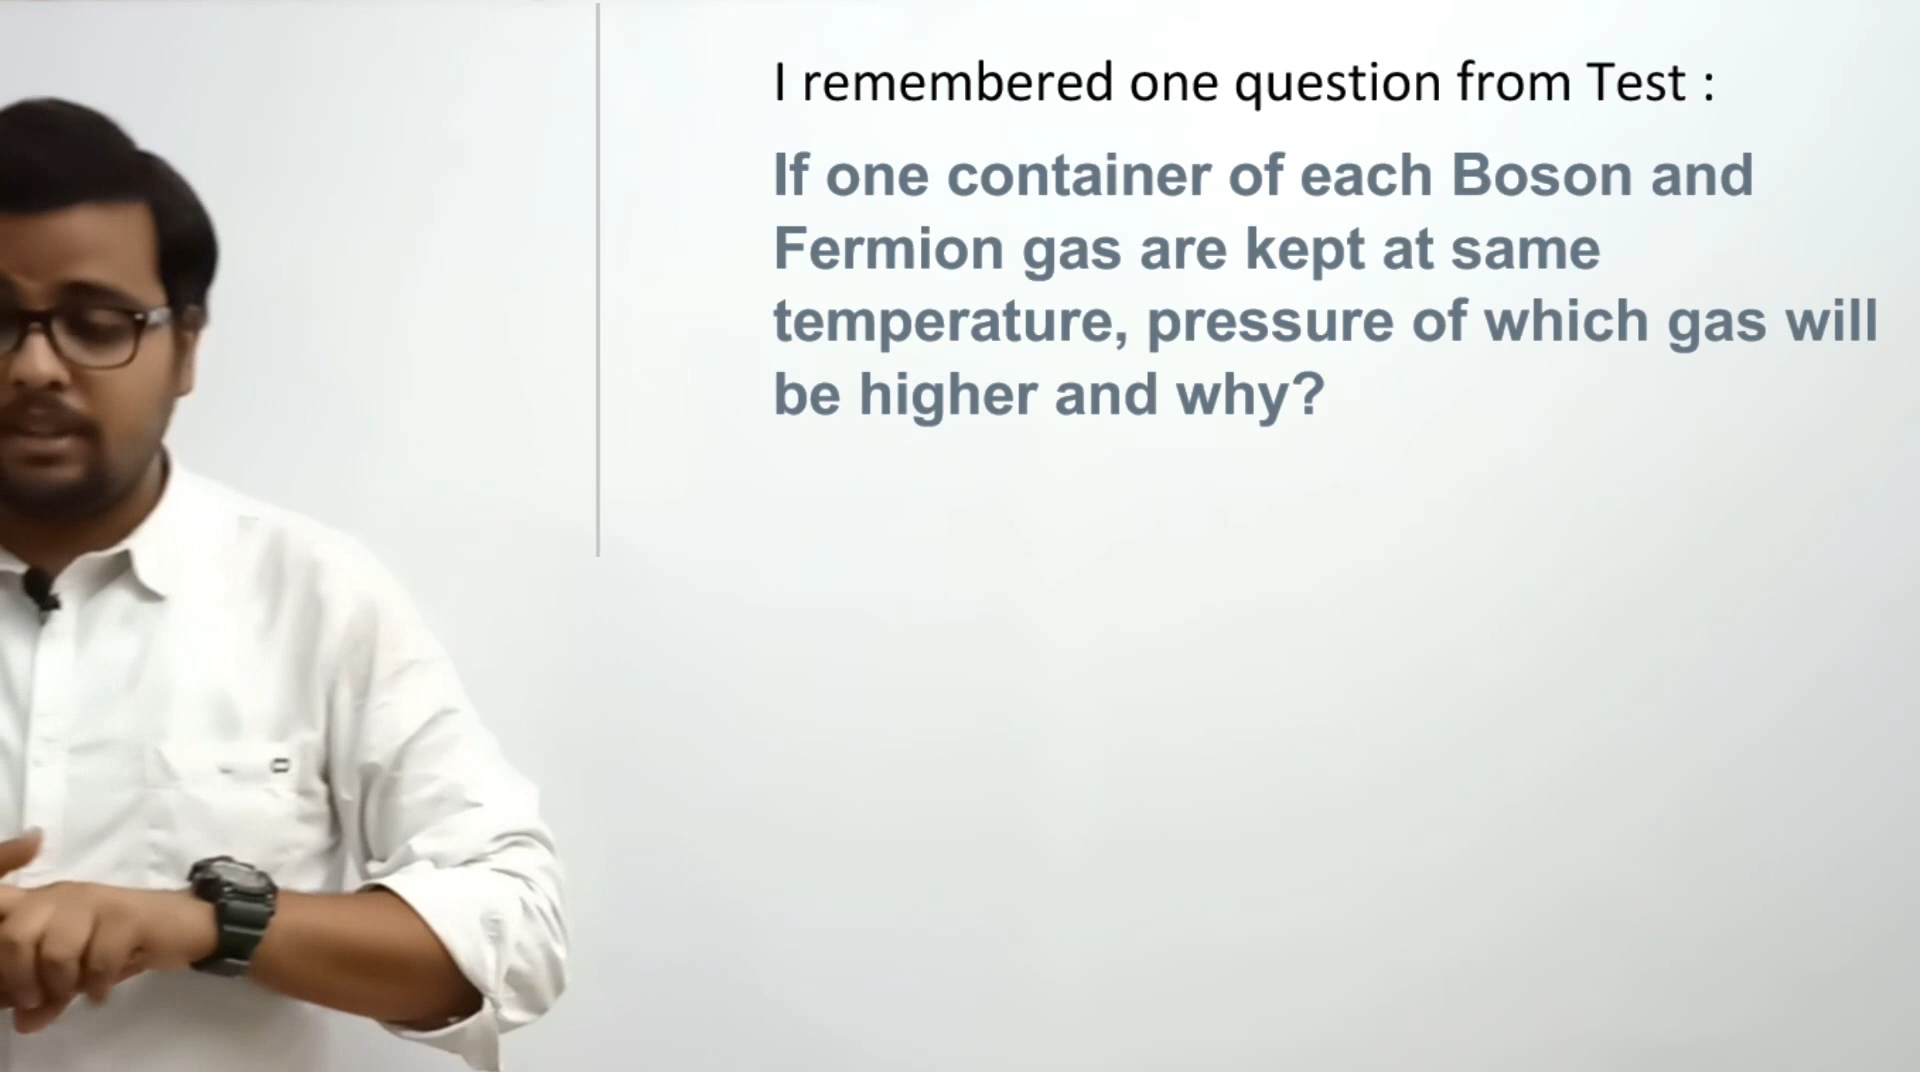 I remembered one question from Test :
If one container of each Boson and
Fermion gas are kept at same
temperature, pressure of which gas will
be higher and why?